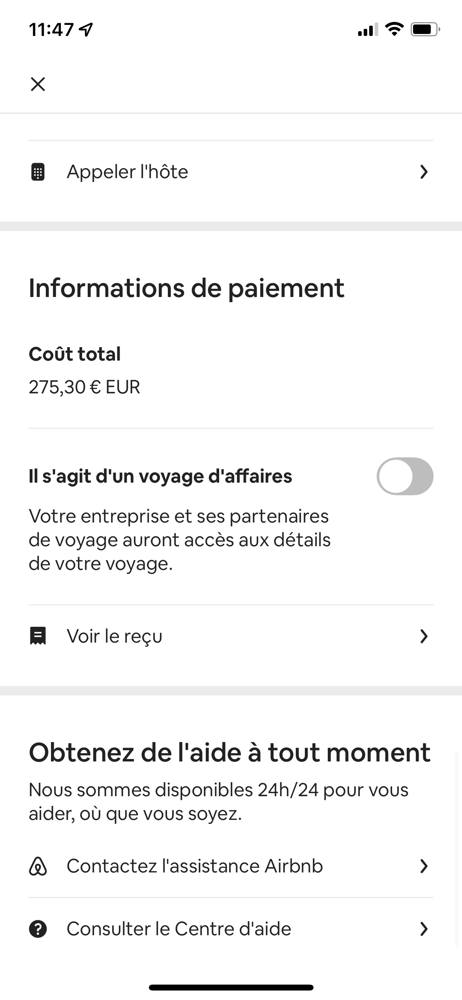 11:47
Appeler l'hôte
Informations de paiement
Coût total
275,30 € EUR
Il s'agit d'un voyage d'affaires
Votre entreprise et ses partenaires
de voyage auront accès aux détails
de votre voyage.
Voir le reçu
Obtenez de l'aide à tout moment
Nous sommes disponibles 24h/24 pour vous
aider, où que vous soyez.
Contactez l'assistance Airbnb
Consulter le Centre d'aide